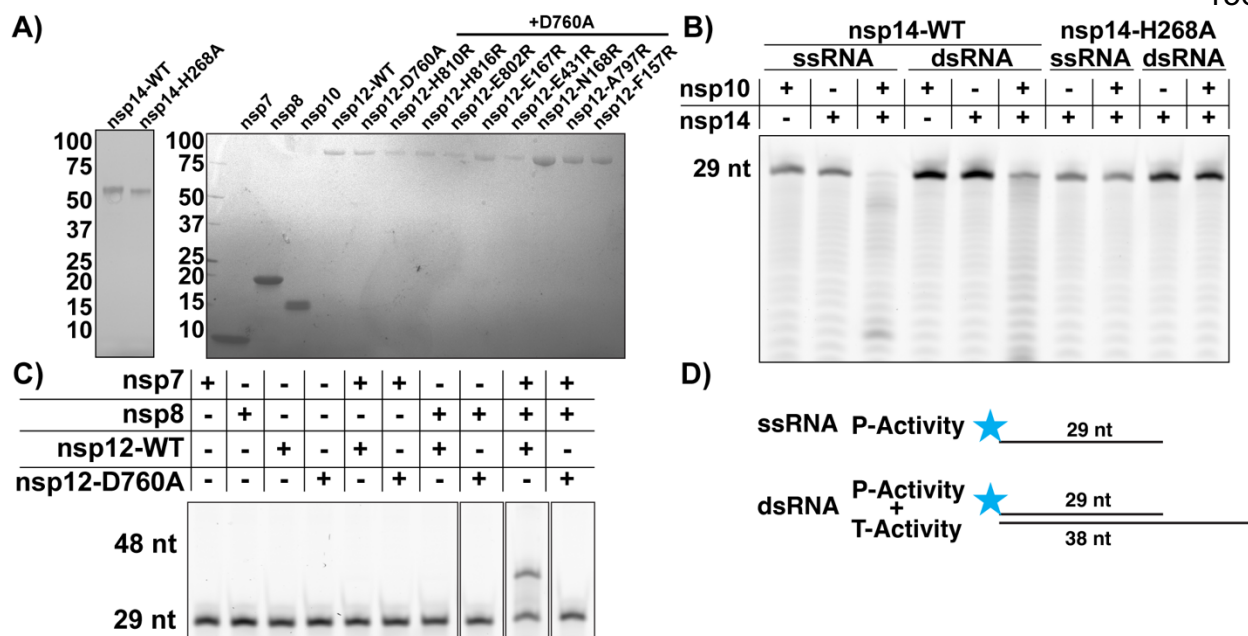 A)
+D760A
nsp14-WT
nsp14-H268A
nsp7
nsp8
nsp10
nsp12-WT
nsp12-D760A
nsp12-H810R
nsp12-H816R
nsp12-E802R
nsp12-E167R
nsp12-E431R
nsp12-N168R
nsp12-A797R
nsp12-F157R
100
75
50
37
25
20
15
10
100
75
50
37
25
20
15
10
B)
nsp14-WT nsp14-H268A
ssRNA dsRNA ssRNA dsRNA
nsp10 + - + + - + - + - +
nsp14 - + + - + + + + + +
29 nt
C)
nsp7 + - - - + + - - + +
nsp8 - + - - - - + + + +
nsp12-WT - - + - + - + - + -
nsp12-D760A - - - + - + - + - +
48 nt
29 nt
D)
ssRNA P-Activity 29 nt
dsRNA P-Activity
+
T-Activity
29 nt
38 nt